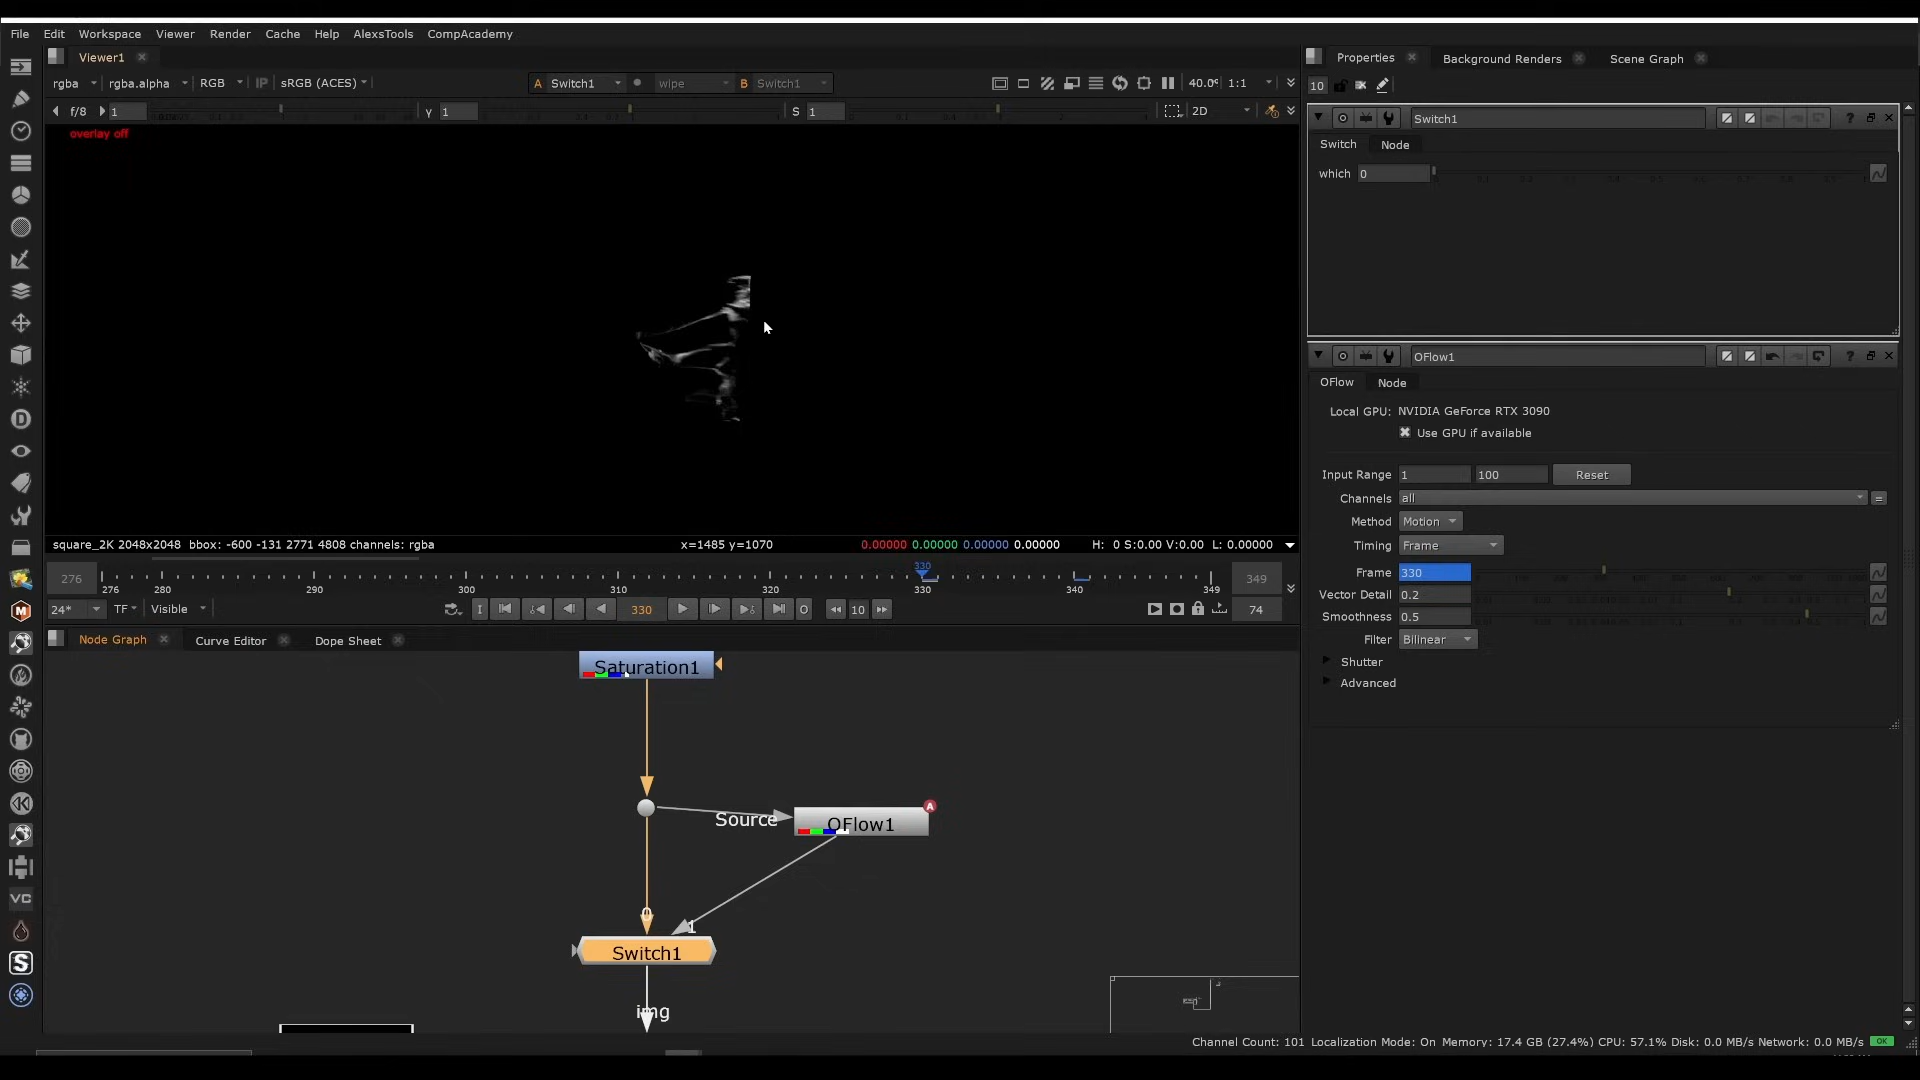 File Edit Workspace Viewer Render Cache Help AlexsTools CompAcademy
Viewer1
rgba rgba.alpha RGB IP sRGB (ACES) A Switch1 wipe B Switch1 1:1
f/8 1 Y 1 S 1 2D
overlay off
square_2K 2048x2048 bbox: -600 -131 2771 4808 channels: rgba x=1485 y=1070 0.00000 0.00000 0.00000 0.00000 H: 0 S:0.00 V:0.00 L: 0.00000
330
276 349
276 280 290 300 310 320 330 340 349
24* TF Visible I 330 O 10 74
Node Graph Curve Editor Dope Sheet
Saturation1
Source OFlow1 A
0 1
Switch1
img
Properties Background Renders Scene Graph
10
Switch1
Switch Node
which 0
OFlow1
OFlow Node
Local GPU: NVIDIA GeForce RTX 3090
Use GPU if available
Input Range 1 100 Reset
Channels all =
Method Motion
Timing Frame
Frame 330
Vector Detail 0.2
Smoothness 0.5
Filter Bilinear
Shutter
Advanced
D
M
VC
S
Channel Count: 101 Localization Mode: On Memory: 17.4 GB (27.4%) CPU: 57.1% Disk: 0.0 MB/s Network: 0.0 MB/s OK